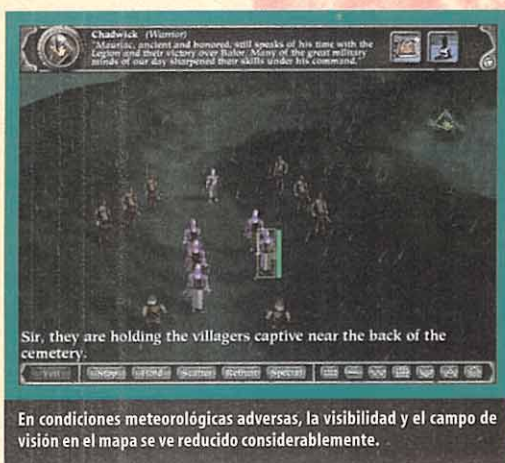 Chadwick (Warrior)
"Mauriac, ancient and honored, still speaks of his time with the
Legion and their victory over Balor. Many of the great military
minds of our day sharpened their skills under his command."
Sir, they are holding the villagers captive near the back of the
cemetery.
Stop Scatter Retreat Special
En condiciones meteorológicas adversas, la visibilidad y el campo de
visión en el mapa se ve reducido considerablemente.